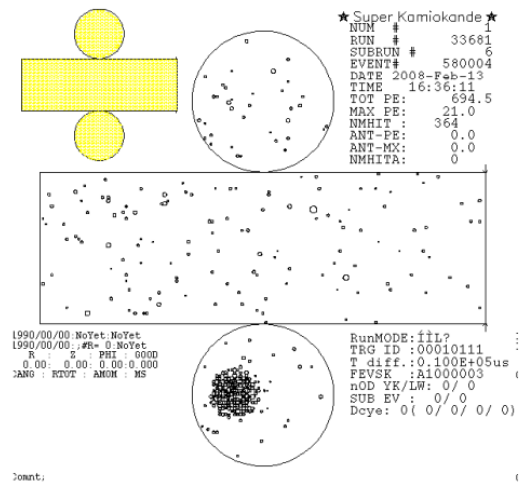 ★ Super Kamiokande ★
NUM # 1
RUN # 33681
SUBRUN # 6
EVENT# 580004
DATE 2008-Feb-13
TIME 16:36:11
TOT PE: 694.5
MAX PE: 21.0
NMHIT : 364
ANT-PE: 0.0
ANT-MX: 0.0
NMHITA: 0
1990/00/00:NoYet:NoYet
1990/00/00:;#R= 0:NoYet
R : Z : PHI : GOOD
0.00: 0.00: 0.00:0.000
CANG : RTOT : AMOM : MS
RunMODE:ÍÌL?
TRG ID :00010111
T diff.:0.100E+05us
FEVSK :A1000003
nOD YK/LW: 0/ 0
SUB EV : 0/ 0
Dcye: 0( 0/ 0/ 0/ 0)
Comnt;